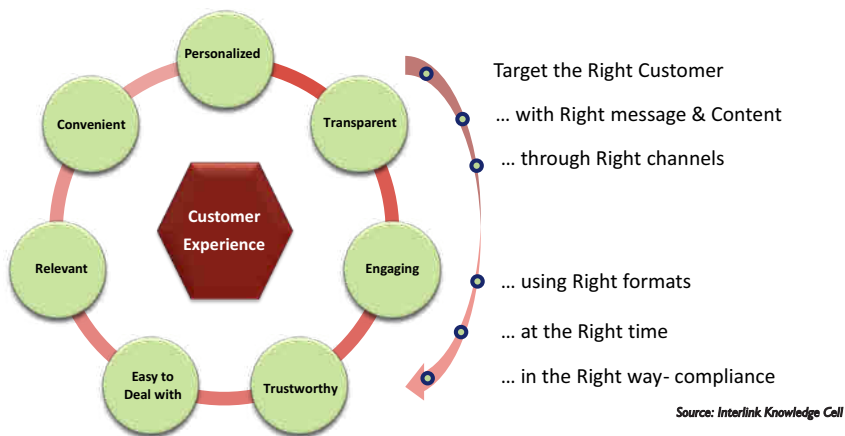 Personalized
Transparent
Engaging
Trustworthy
Easy to
Deal with
Relevant
Convenient
Customer
Experience
Target the Right Customer
... with Right message & Content
... through Right channels
... using Right formats
... at the Right time
... in the Right way- compliance
Source: Interlink Knowledge Cell